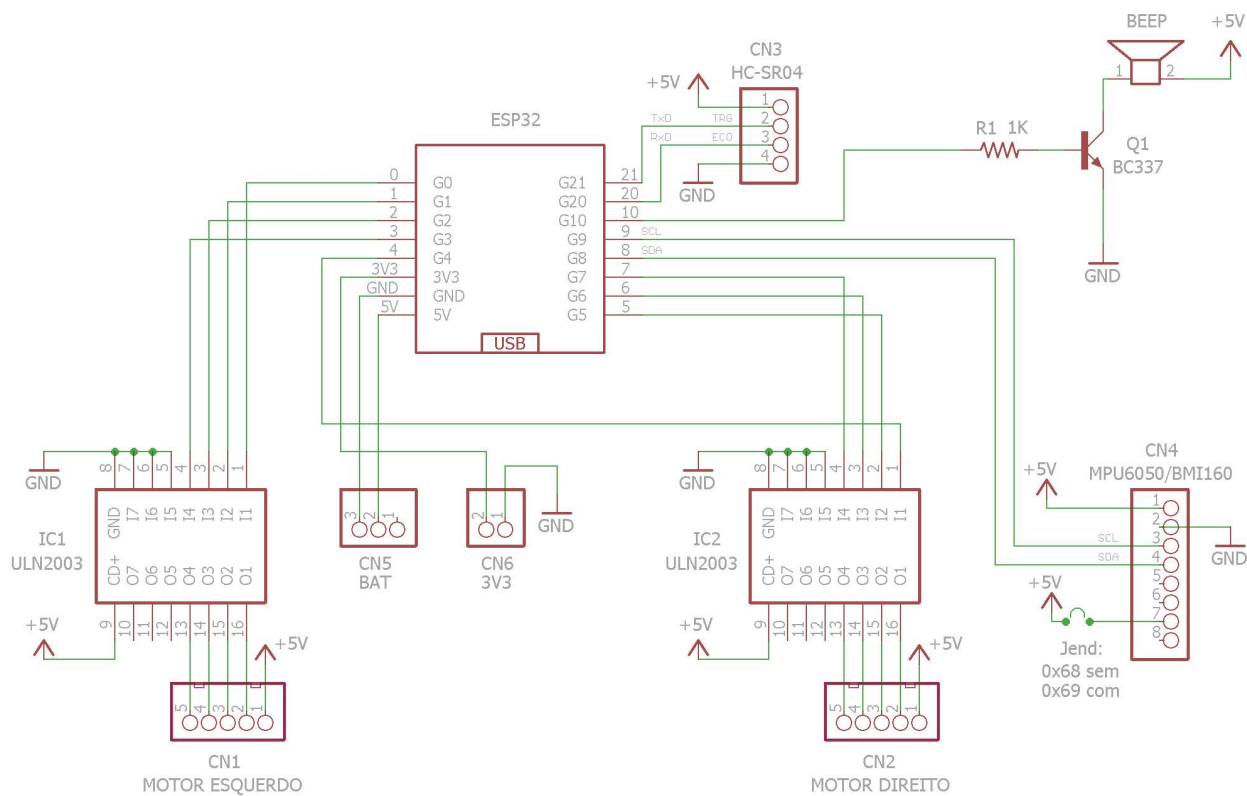 BEEP
+5V
1
2
CN3
HC-SR04
+5V
1
2
3
4
TxD
TRG
RxD
ECO
GND
R1 1K
Q1
BC337
GND
ESP32
0
G0
1
G1
2
G2
3
G3
4
G4
3V3
3V3
GND
GND
5V
5V
G21
21
G20
20
G10
10
G9
9
SCL
G8
8
SDA
G7
7
G6
6
G5
5
USB
GND
8 7 6 5 4 3 2 1
GND I7 I6 I5 I4 I3 I2 I1
IC1
ULN2003
CD+ O7 O6 O5 O4 O3 O2 O1
9 10 11 12 13 14 15 16
+5V
+5V
5 4 3 2 1
CN1
MOTOR ESQUERDO
3 2 1
CN5
BAT
2 1
CN6
3V3
GND
GND
8 7 6 5 4 3 2 1
GND I7 I6 I5 I4 I3 I2 I1
IC2
ULN2003
CD+ O7 O6 O5 O4 O3 O2 O1
9 10 11 12 13 14 15 16
+5V
+5V
5 4 3 2 1
CN2
MOTOR DIREITO
CN4
MPU6050/BMI160
+5V
1
2
3
4
5
6
7
8
SCL
SDA
GND
+5V
Jend:
0x68 sem
0x69 com